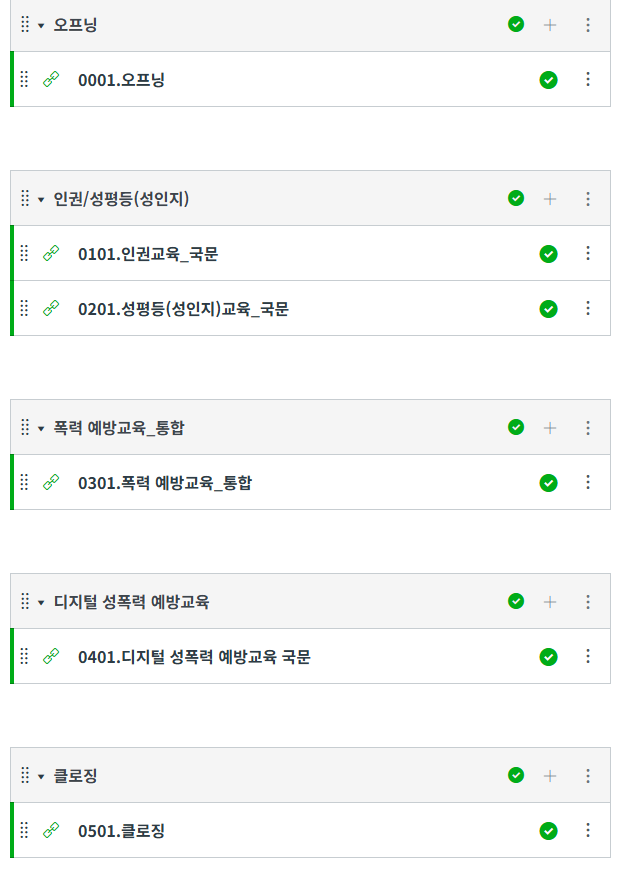 오프닝
0001.오프닝
인권/성평등(성인지)
0101.인권교육_국문
0201.성평등(성인지)교육_국문
폭력 예방교육_통합
0301.폭력 예방교육_통합
디지털 성폭력 예방교육
0401.디지털 성폭력 예방교육 국문
클로징
0501.클로징